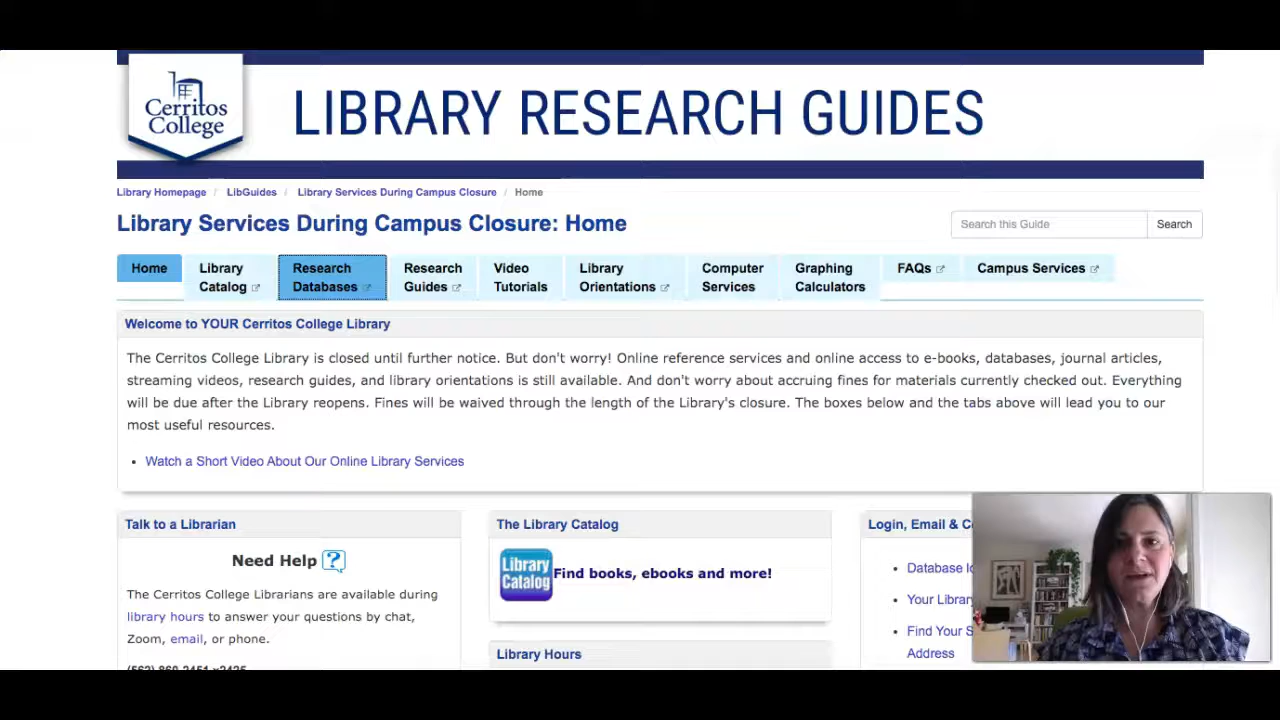 Cerritos
College
LIBRARY RESEARCH GUIDES
Library Homepage / LibGuides / Library Services During Campus Closure / Home
Library Services During Campus Closure: Home
Search this Guide
Search
Home
Library
Catalog
Research
Databases
Research
Guides
Video
Tutorials
Library
Orientations
Computer
Services
Graphing
Calculators
FAQs
Campus Services
Welcome to YOUR Cerritos College Library
The Cerritos College Library is closed until further notice. But don't worry! Online reference services and online access to e-books, databases, journal articles,
streaming videos, research guides, and library orientations is still available. And don't worry about accruing fines for materials currently checked out. Everything
will be due after the Library reopens. Fines will be waived through the length of the Library's closure. The boxes below and the tabs above will lead you to our
most useful resources.
• Watch a Short Video About Our Online Library Services
Talk to a Librarian
Need Help ?
The Cerritos College Librarians are available during
library hours to answer your questions by chat,
Zoom, email, or phone.
The Library Catalog
Library
Catalog
Find books, ebooks and more!
Library Hours
Login, Email &
• Database
• Your Library
• Find Your
Address